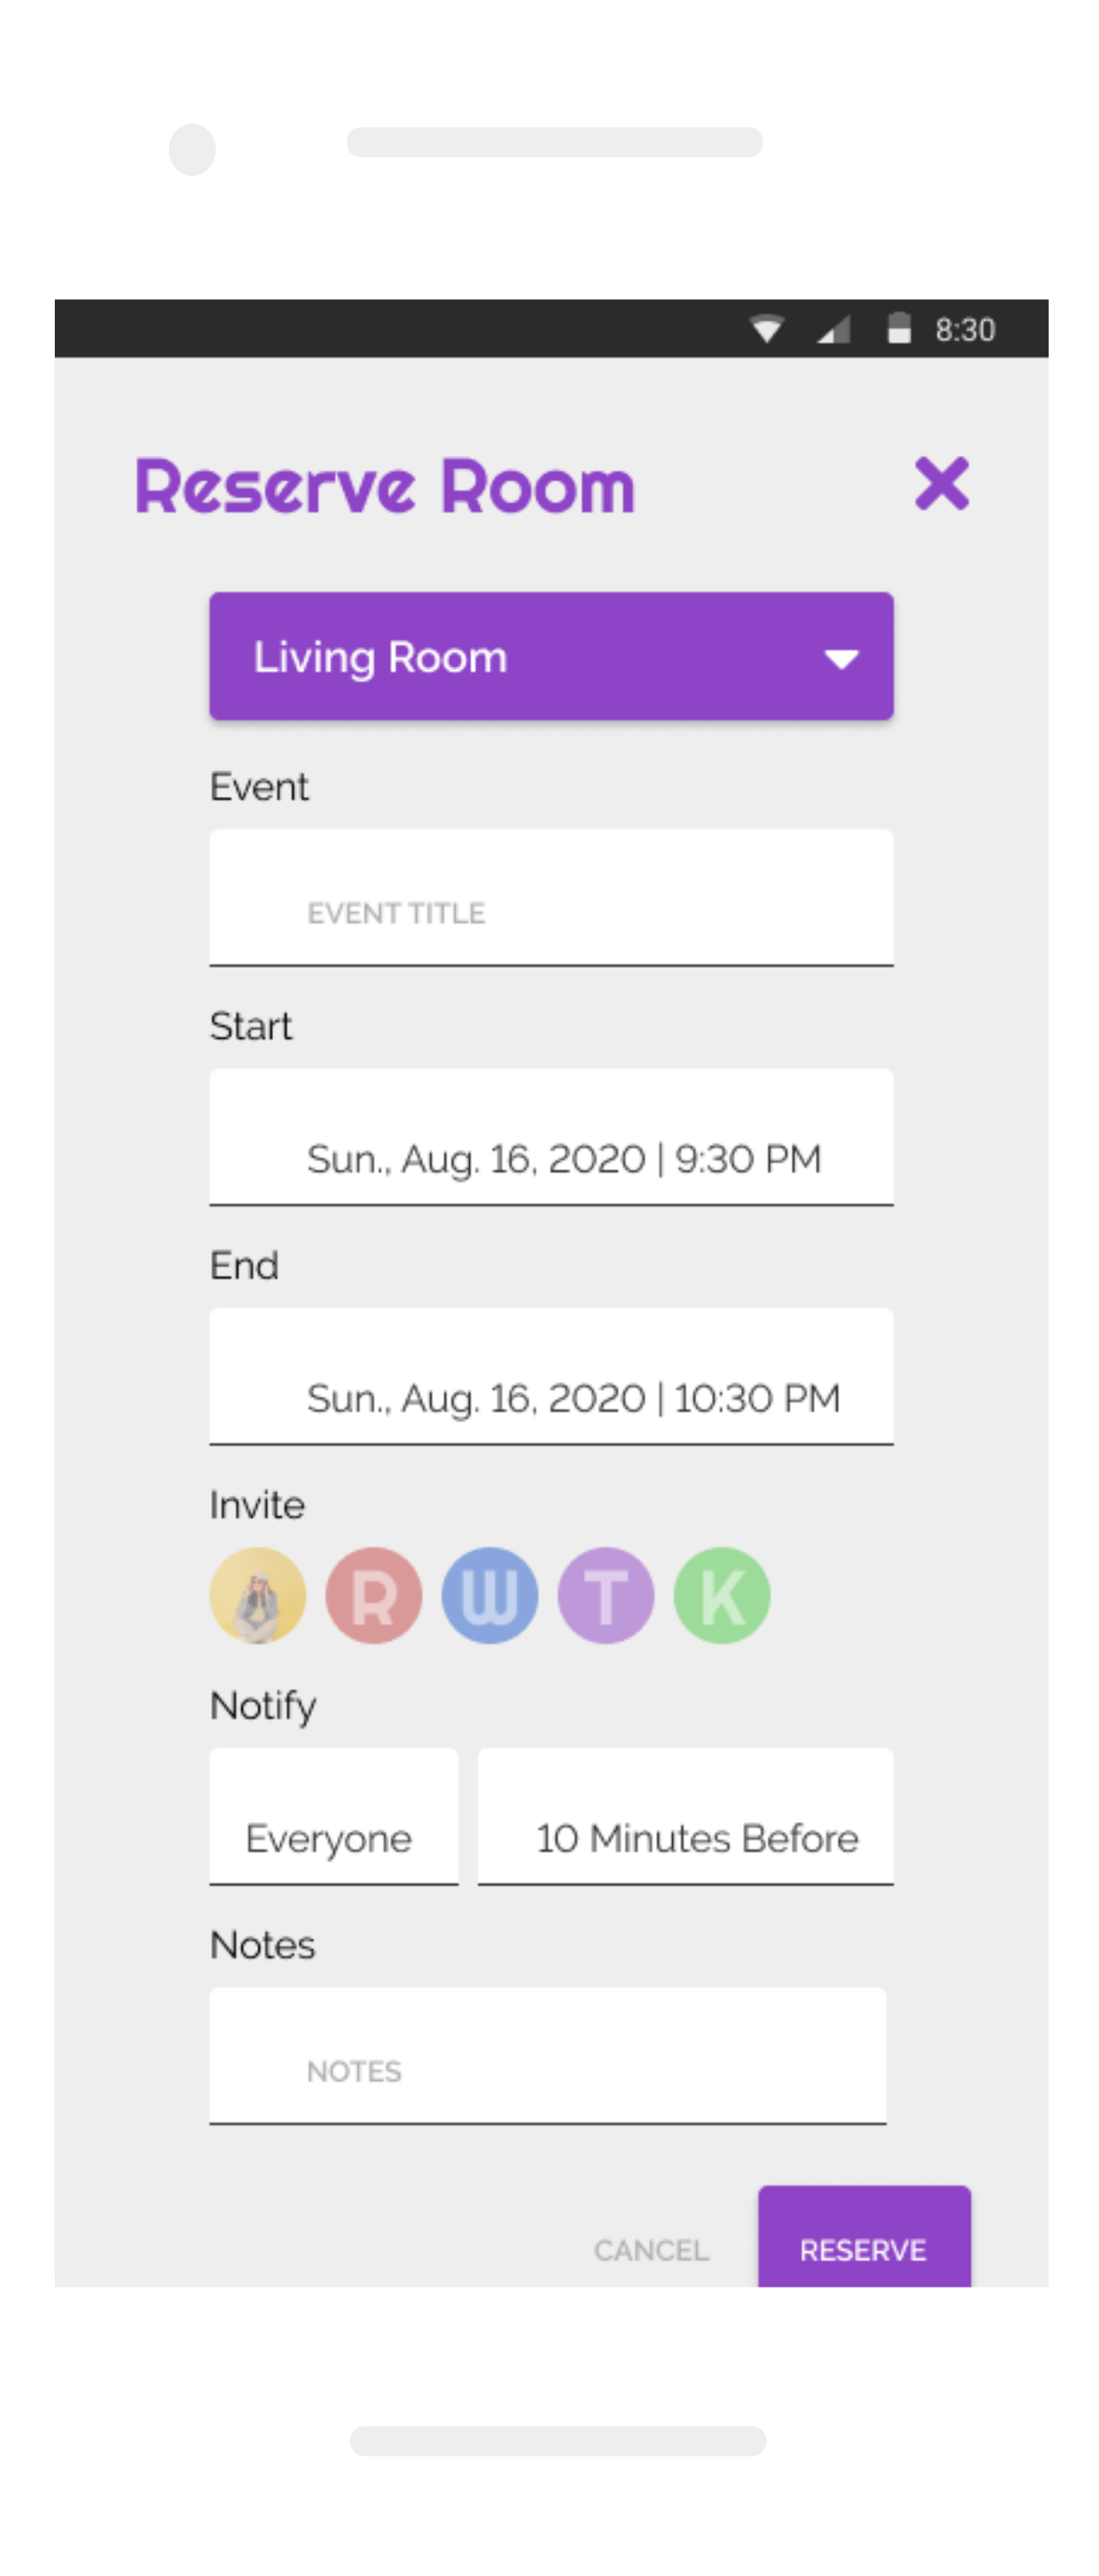 8:30
Reserve Room
Living Room
Event
EVENT TITLE
Start
Sun., Aug. 16, 2020 | 9:30 PM
End
Sun., Aug. 16, 2020 | 10:30 PM
Invite
R W T K
Notify
Everyone 10 Minutes Before
Notes
NOTES
CANCEL RESERVE